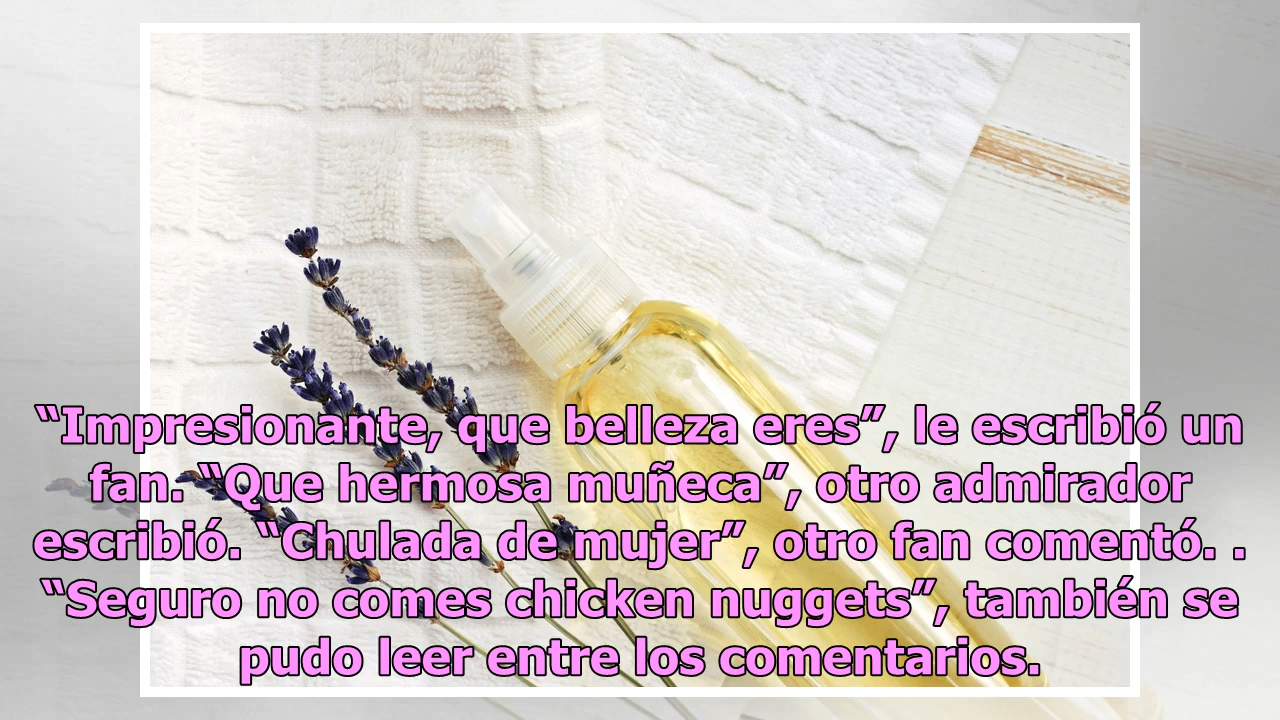 “Impresionante, que belleza eres”, le escribió un
fan. “Que hermosa muñeca”, otro admirador
escribió. “Chulada de mujer”, otro fan comentó. .
“Seguro no comes chicken nuggets”, también se
pudo leer entre los comentarios.